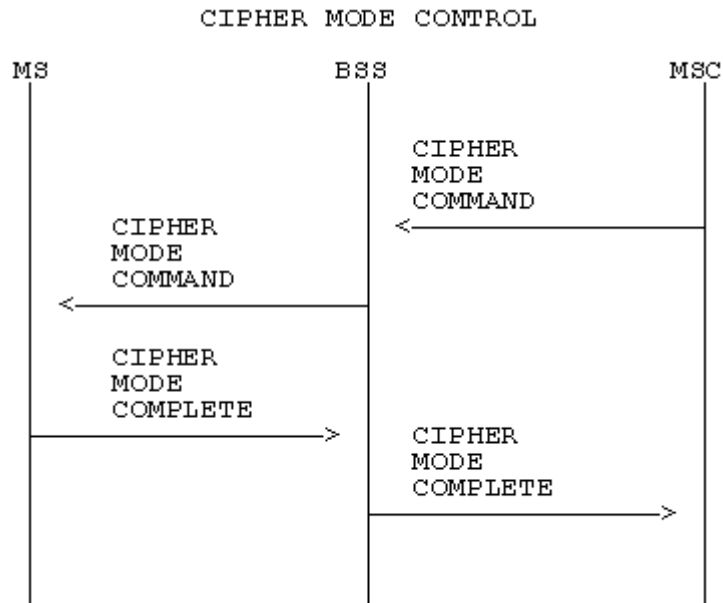 CIPHER MODE CONTROL
MS BSS MSC
CIPHER
MODE
COMMAND
CIPHER
MODE
COMMAND
CIPHER
MODE
COMPLETE
CIPHER
MODE
COMPLETE